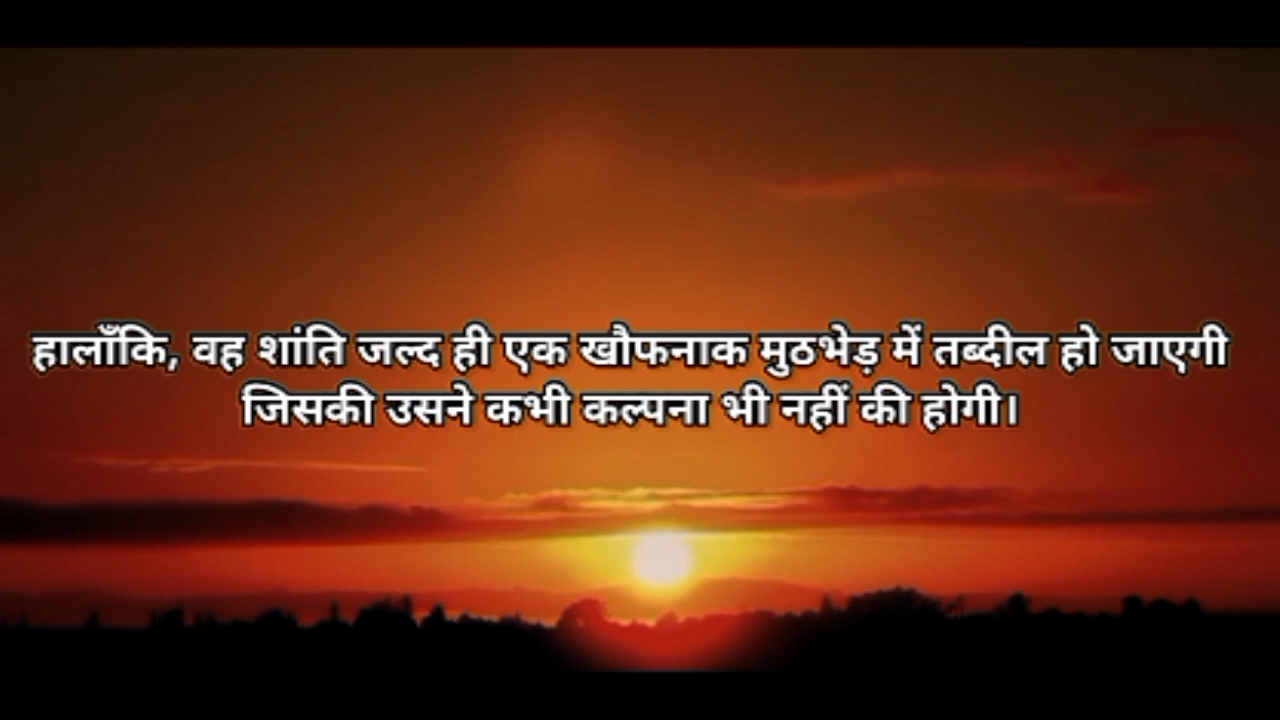 हालाँकि, वह शांति जल्द ही एक खौफनाक मुठभेड़ में तब्दील हो जाएगी
जिसकी उसने कभी कल्पना भी नहीं की होगी।